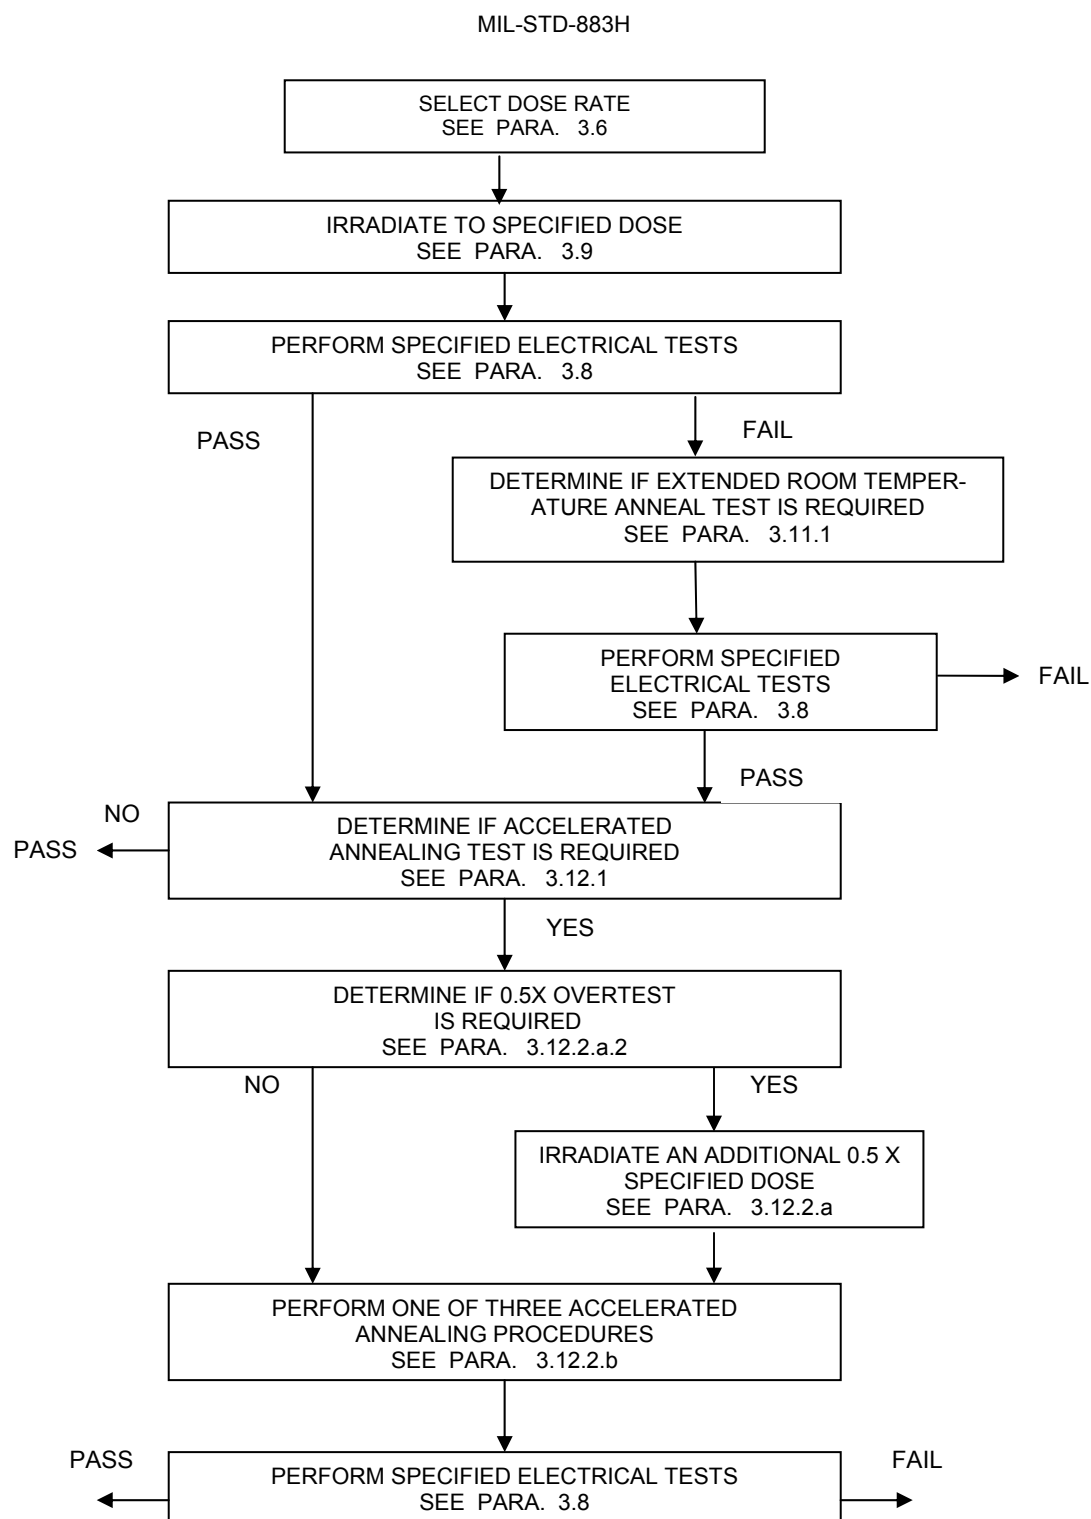 MIL-STD-883H
SELECT DOSE RATE
SEE PARA. 3.6
IRRADIATE TO SPECIFIED DOSE
SEE PARA. 3.9
PERFORM SPECIFIED ELECTRICAL TESTS
SEE PARA. 3.8
PASS
FAIL
DETERMINE IF EXTENDED ROOM TEMPER-
ATURE ANNEAL TEST IS REQUIRED
SEE PARA. 3.11.1
PERFORM SPECIFIED
ELECTRICAL TESTS
SEE PARA. 3.8
FAIL
PASS
NO
PASS
DETERMINE IF ACCELERATED
ANNEALING TEST IS REQUIRED
SEE PARA. 3.12.1
YES
DETERMINE IF 0.5X OVERTEST
IS REQUIRED
SEE PARA. 3.12.2.a.2
NO
YES
IRRADIATE AN ADDITIONAL 0.5 X
SPECIFIED DOSE
SEE PARA. 3.12.2.a
PERFORM ONE OF THREE ACCELERATED
ANNEALING PROCEDURES
SEE PARA. 3.12.2.b
PASS
FAIL
PERFORM SPECIFIED ELECTRICAL TESTS
SEE PARA. 3.8